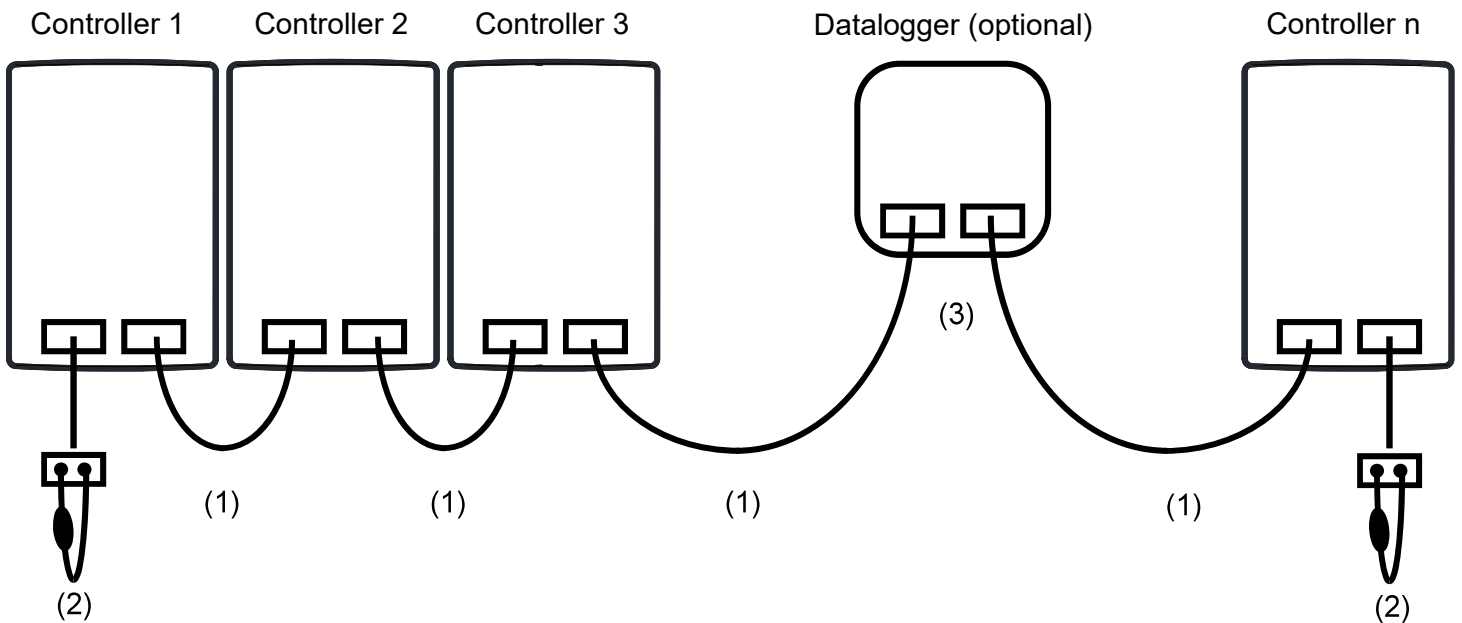 Controller 1
Controller 2
Controller 3
Datalogger (optional)
Controller n
(3)
(1)
(1)
(1)
(1)
(2)
(2)